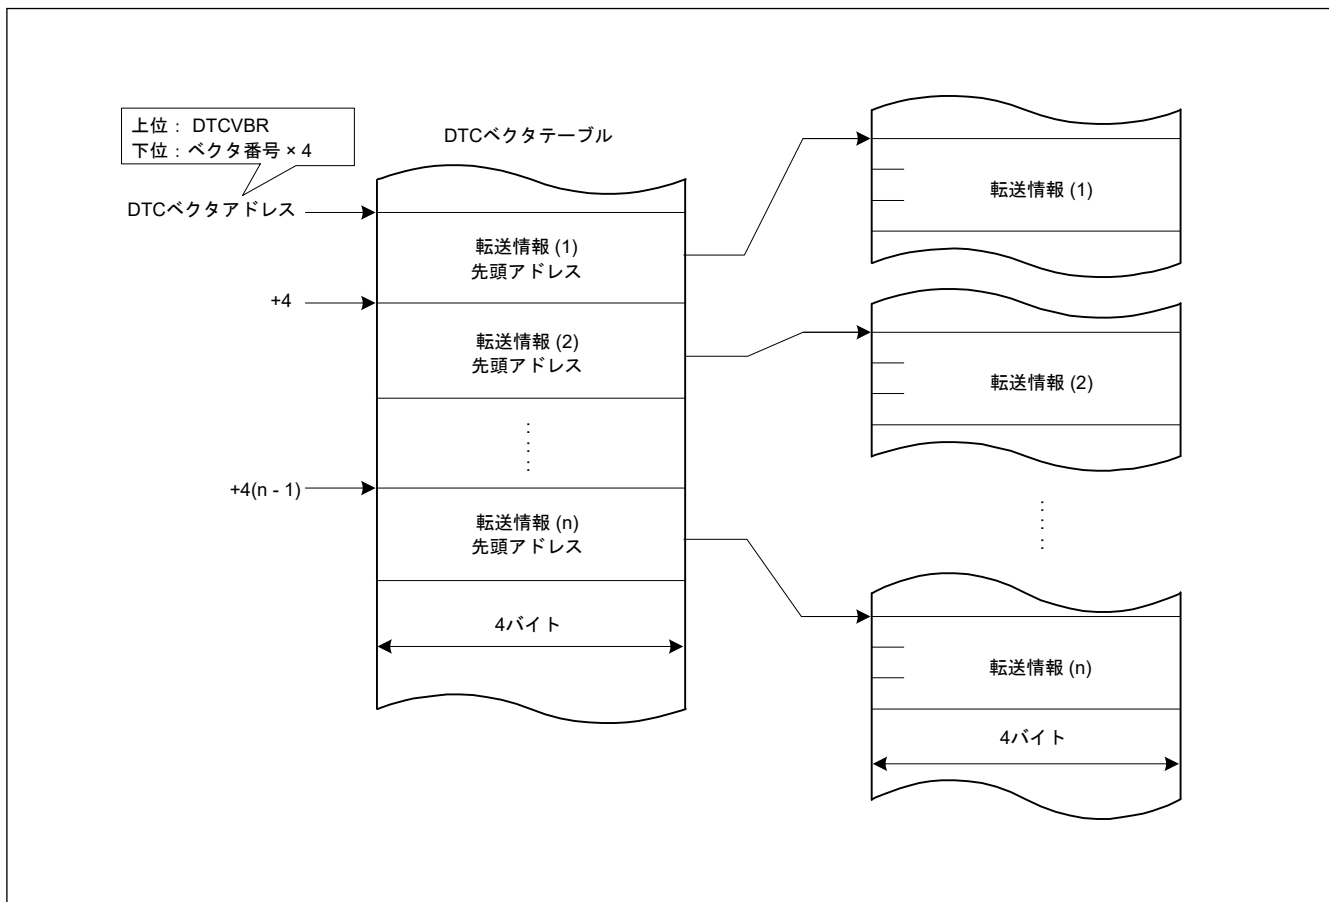 上位： DTCVBR
下位：ベクタ番号 × 4
DTCベクタテーブル
DTCベクタアドレス
転送情報 (1)
先頭アドレス
+4
転送情報 (2)
先頭アドレス
+4(n - 1)
転送情報 (n)
先頭アドレス
4バイト
転送情報 (1)
転送情報 (2)
転送情報 (n)
4バイト